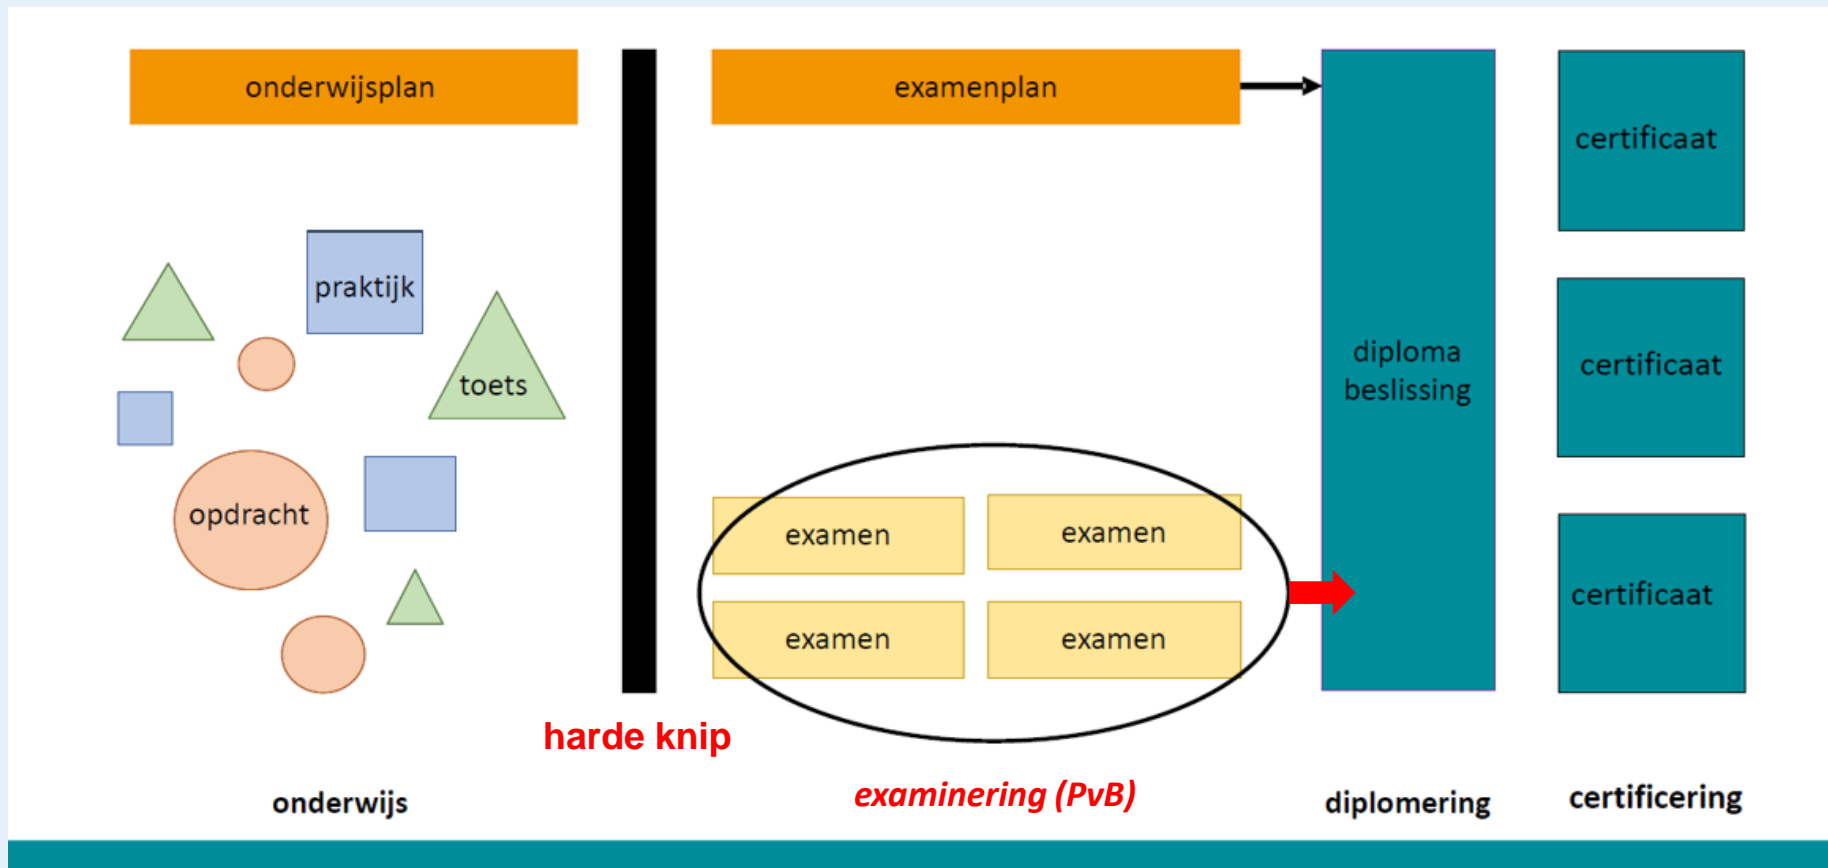 onderwijsplan
examenplan
certificaat
praktijk
toets
opdracht
diploma
beslissing
certificaat
examen
examen
examen
examen
certificaat
harde knip
onderwijs
examinering (PvB)
diplomering
certificering